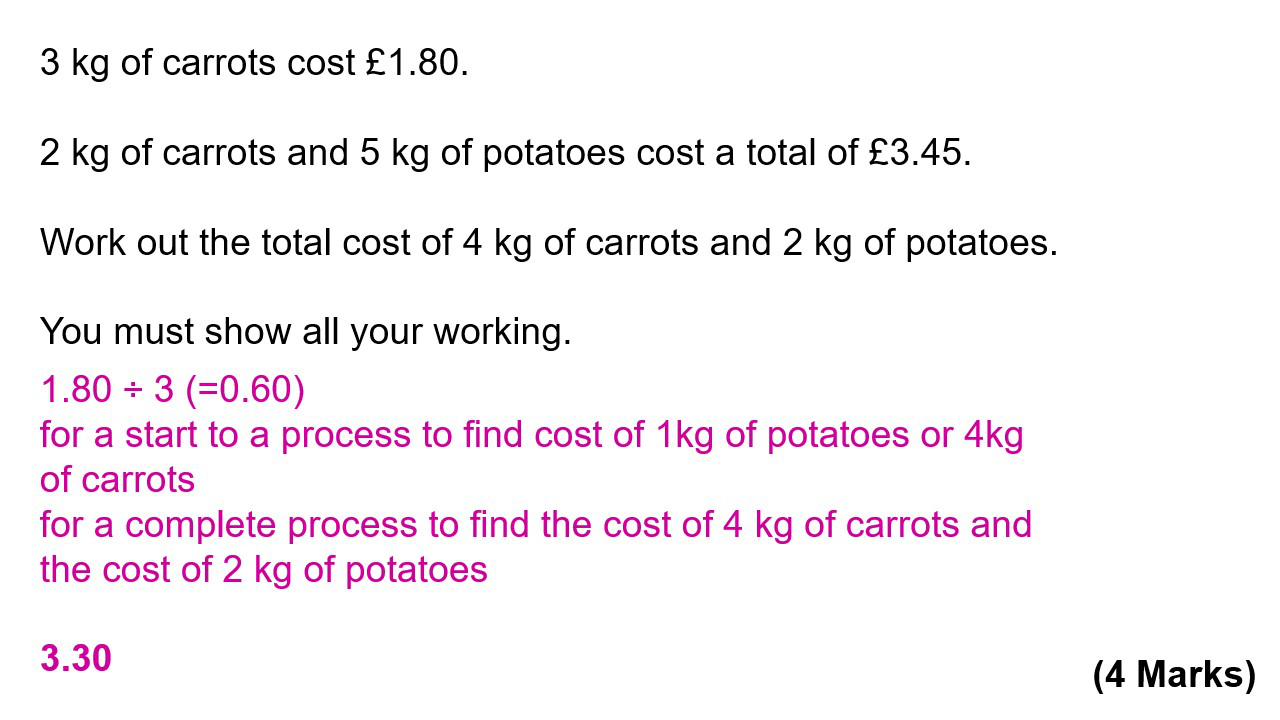 3 kg of carrots cost £1.80.
2 kg of carrots and 5 kg of potatoes cost a total of £3.45.
Work out the total cost of 4 kg of carrots and 2 kg of potatoes.
You must show all your working.
1.80 ÷ 3 (=0.60)
for a start to a process to find cost of 1kg of potatoes or 4kg
of carrots
for a complete process to find the cost of 4 kg of carrots and
the cost of 2 kg of potatoes
3.30
(4 Marks)